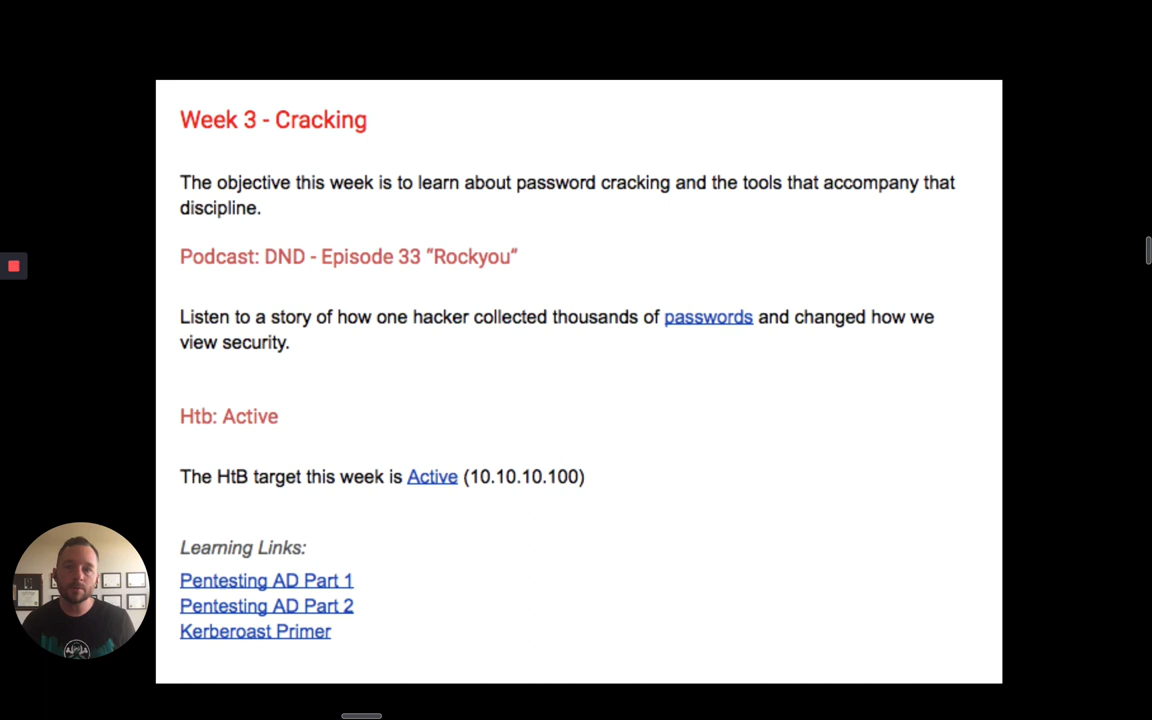 Week 3 - Cracking
The objective this week is to learn about password cracking and the tools that accompany that
discipline.
Podcast: DND - Episode 33 “Rockyou”
Listen to a story of how one hacker collected thousands of passwords and changed how we
view security.
Htb: Active
The HtB target this week is Active (10.10.10.100)
Learning Links:
Pentesting AD Part 1
Pentesting AD Part 2
Kerberoast Primer